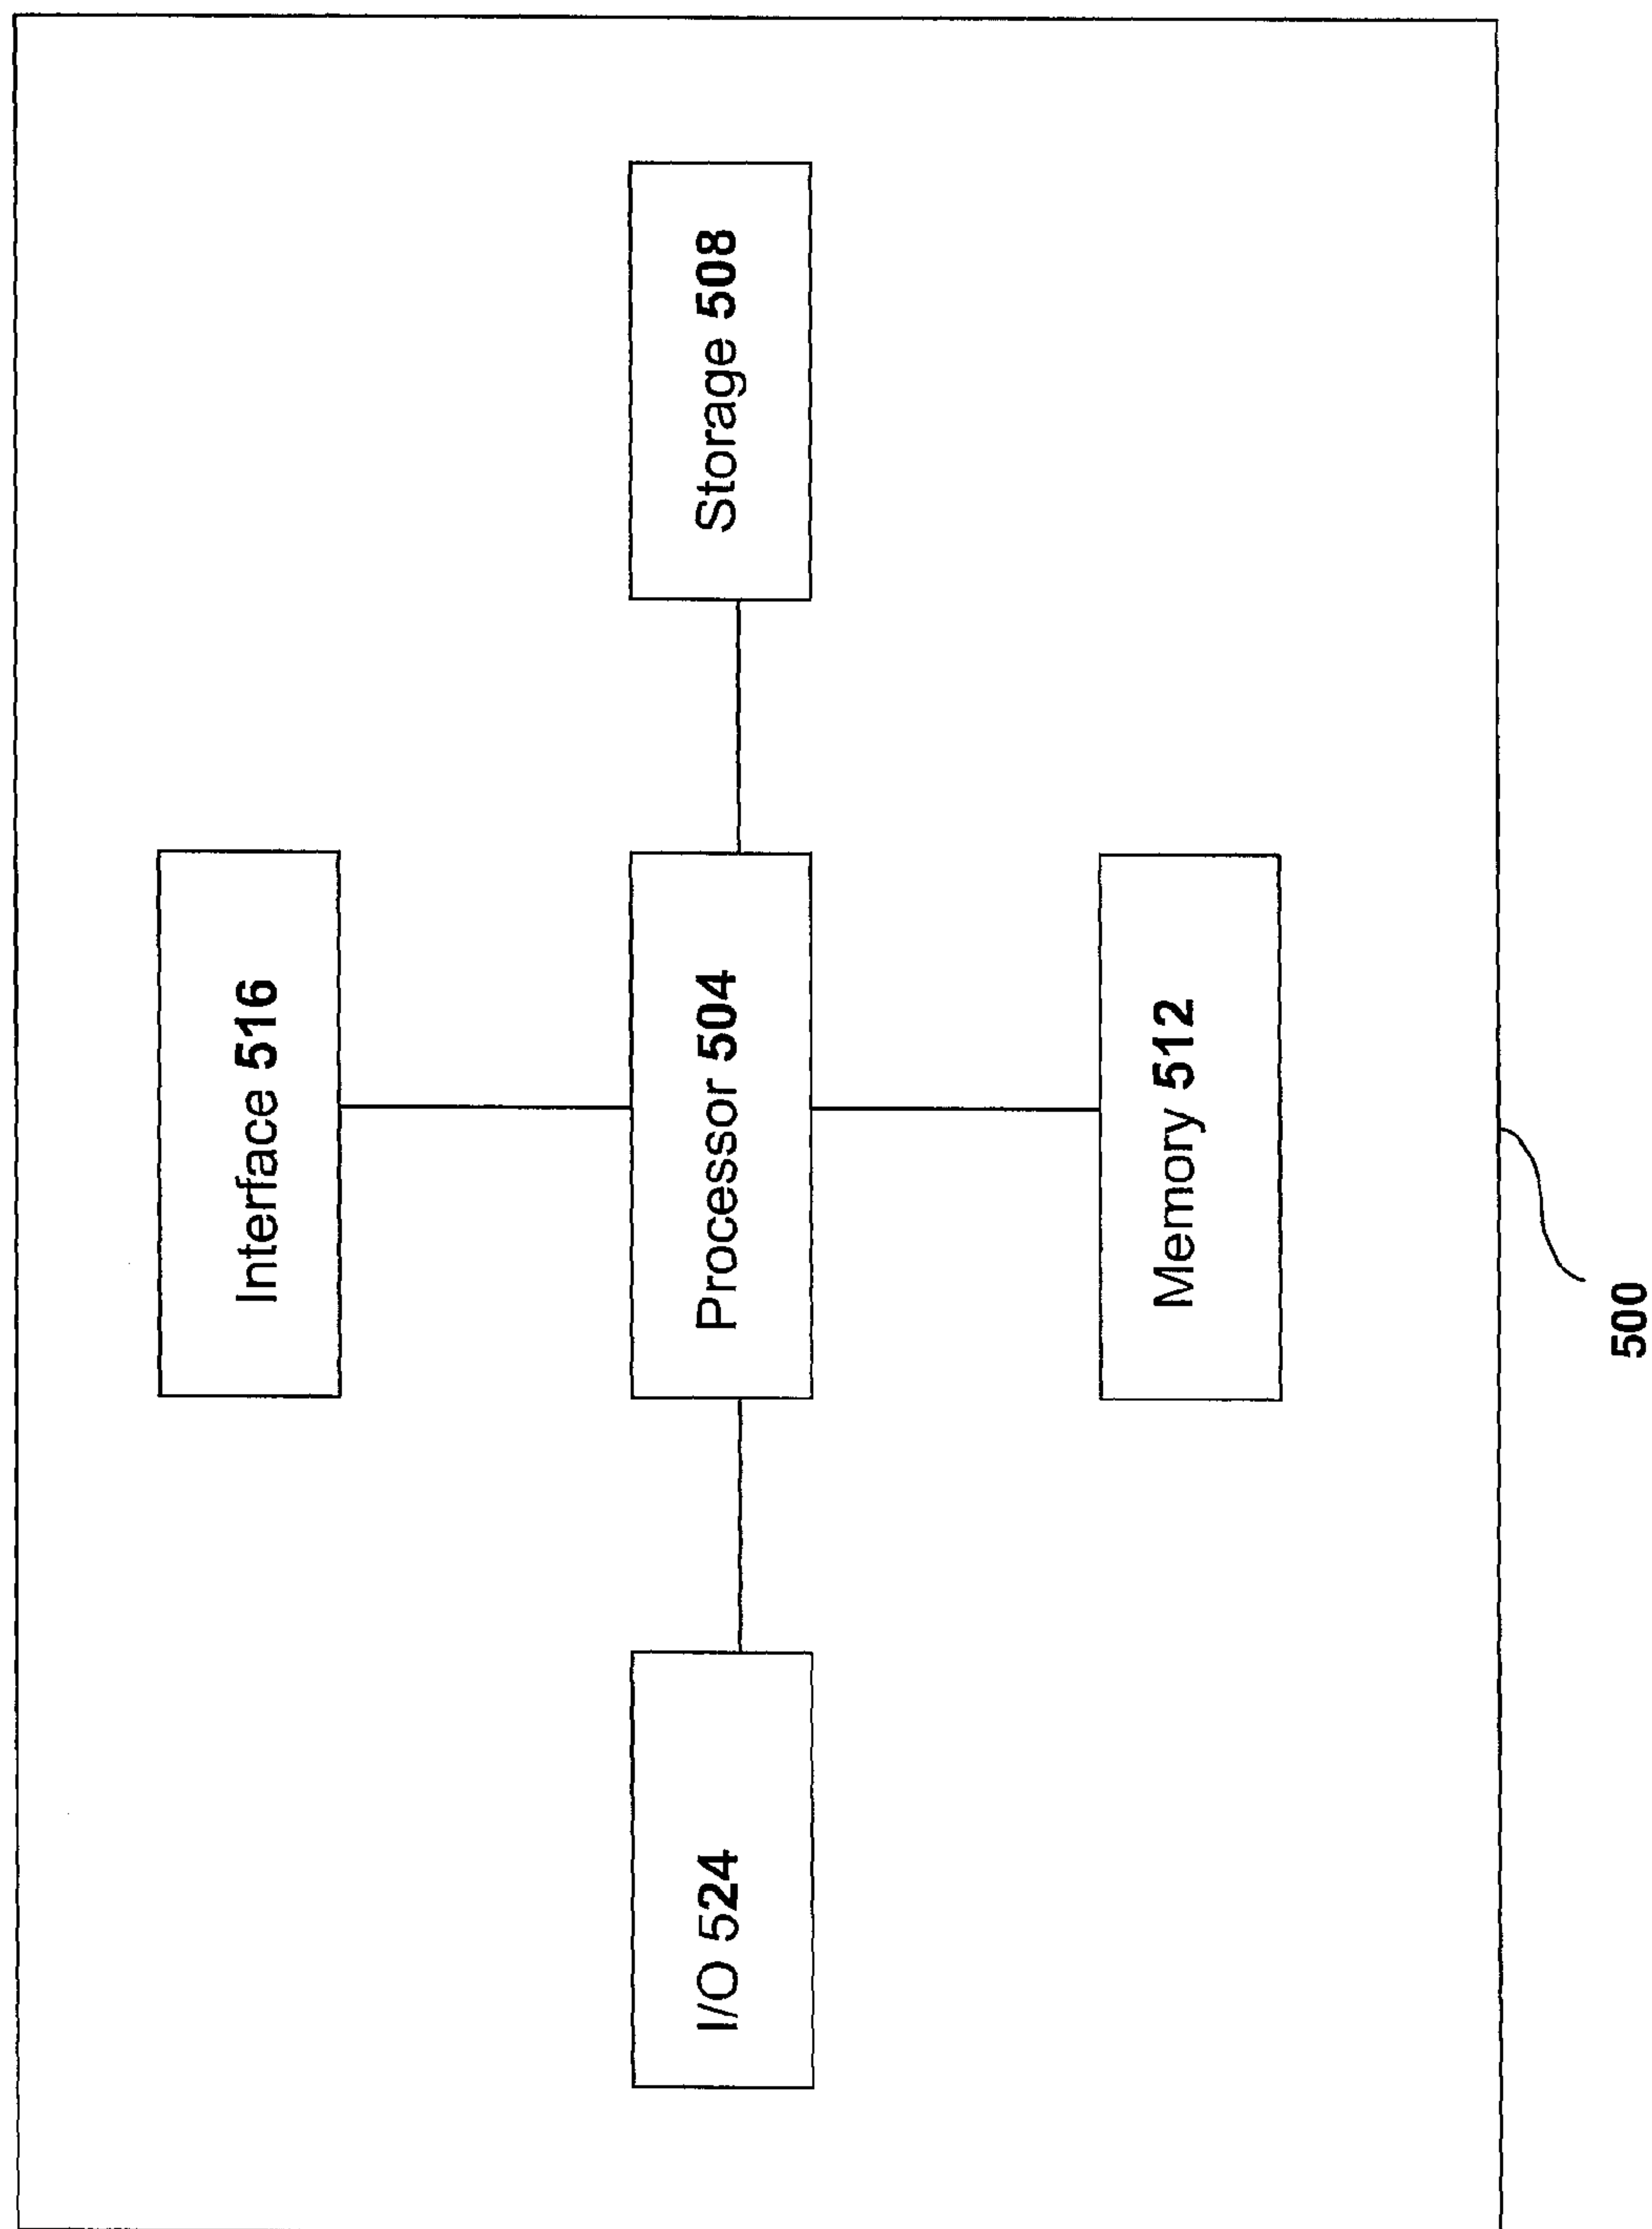 Interface 516
I/O 524
Processor 504
Storage 508
Memory 512
500